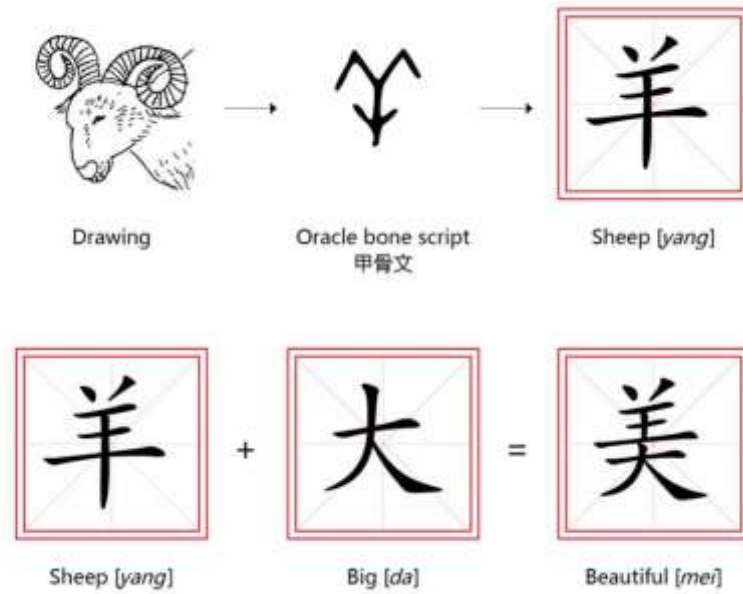 羊
Drawing
Oracle bone script
甲骨文
Sheep [yang]
羊 + 大 = 美
Sheep [yang]
Big [da]
Beautiful [mei]